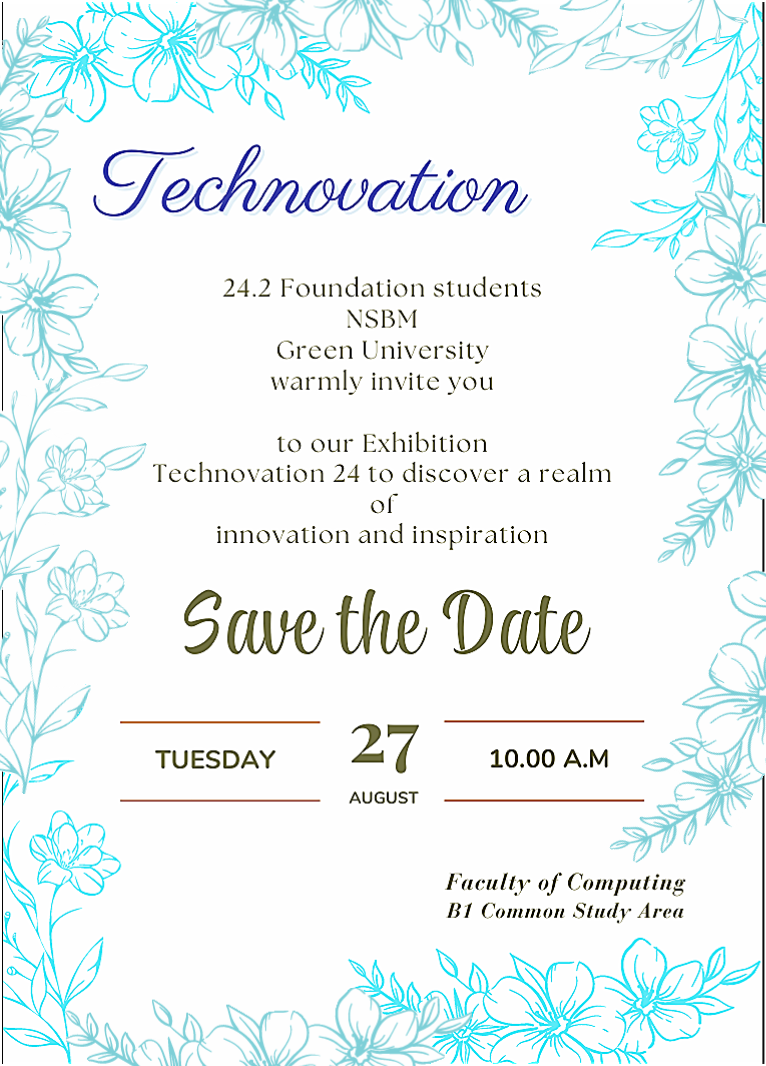 Technovation
24.2 Foundation students
NSBM
Green University
warmly invite you
to our Exhibition
Technovation 24 to discover a realm
of
innovation and inspiration
Save the Date
TUESDAY
27
AUGUST
10.00 A.M
Faculty of Computing
B1 Common Study Area